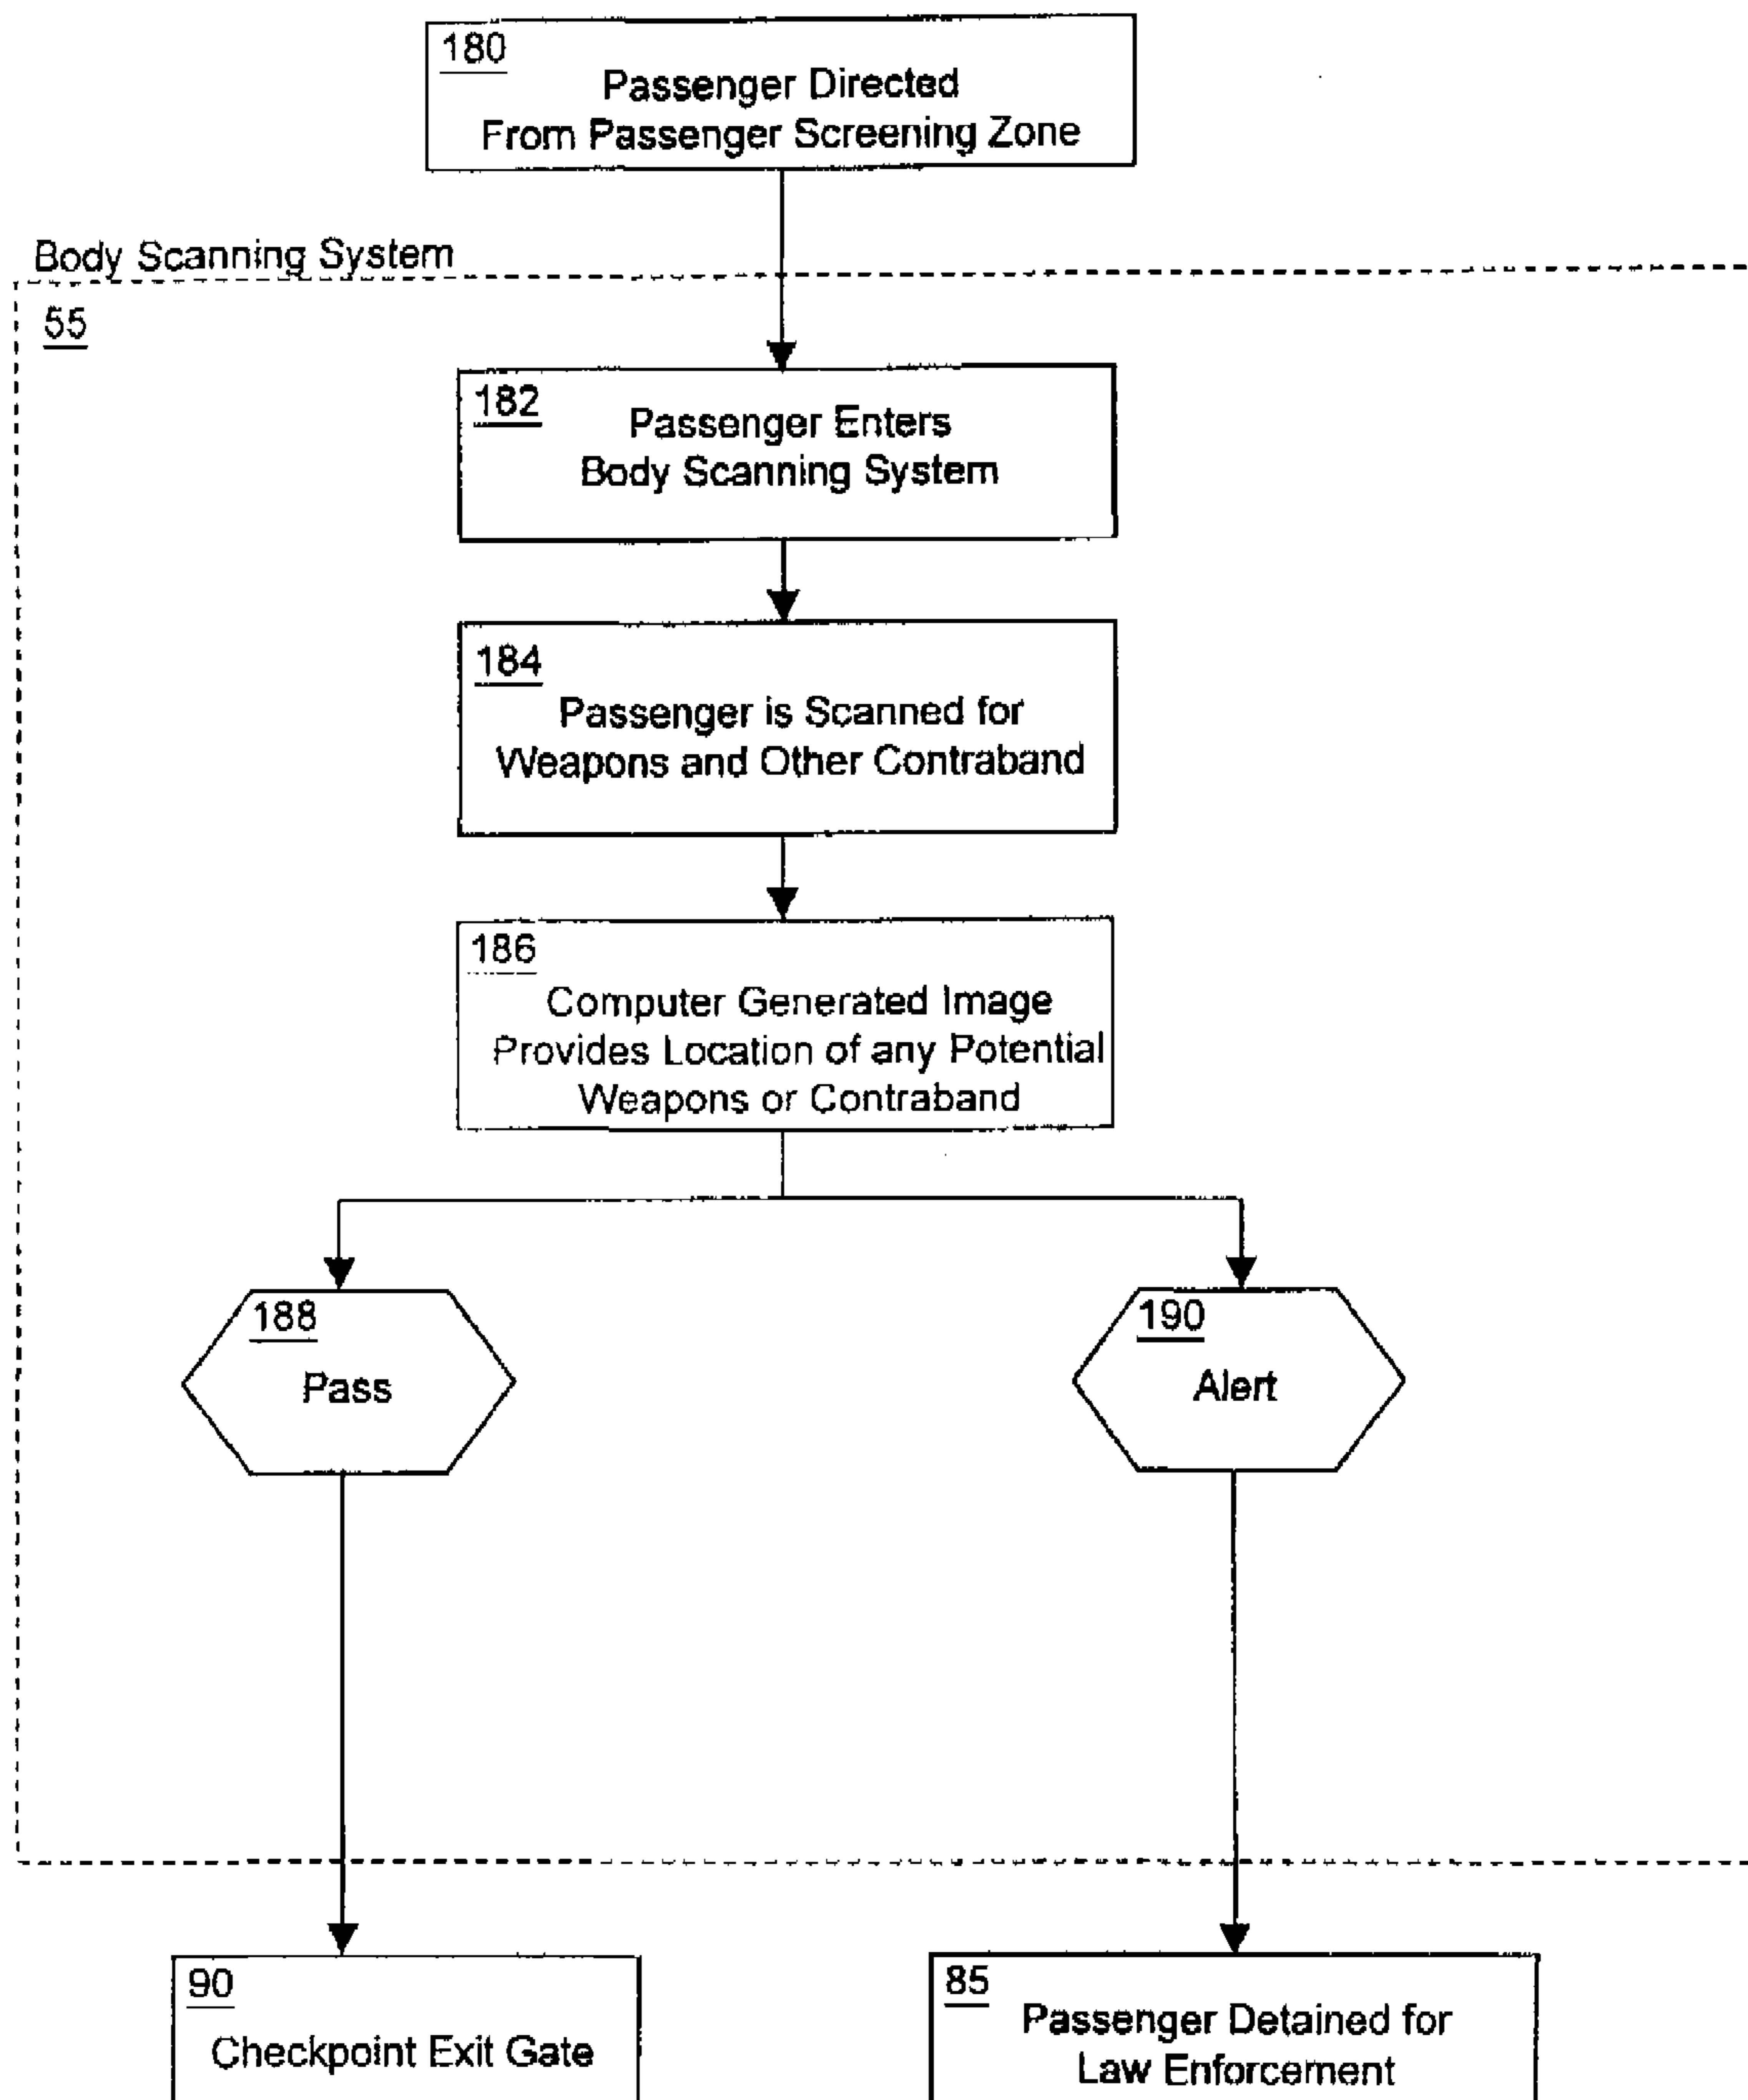 180
Passenger Directed
From Passenger Screening Zone
Body Scanning System
55
182
Passenger Enters
Body Scanning System
184
Passenger is Scanned for
Weapons and Other Contraband
186
Computer Generated Image
Provides Location of any Potential
Weapons or Contraband
188
Pass
190
Alert
90
Checkpoint Exit Gate
85
Passenger Detained for
Law Enforcement